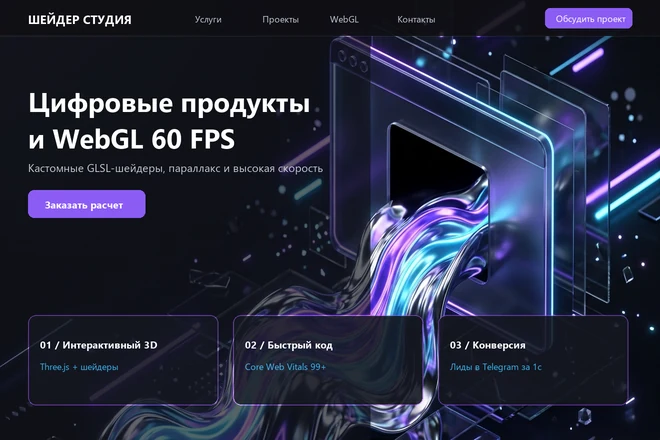 ШЕЙДЕР СТУДИЯ
Услуги
Проекты
WebGL
Контакты
Обсудить проект
Цифровые продукты
и WebGL 60 FPS
Кастомные GLSL-шейдеры, параллакс и высокая скорость
Заказать расчет
01 / Интерактивный 3D
Three.js + шейдеры
02 / Быстрый код
Core Web Vitals 99+
03 / Конверсия
Лиды в Telegram за 1с